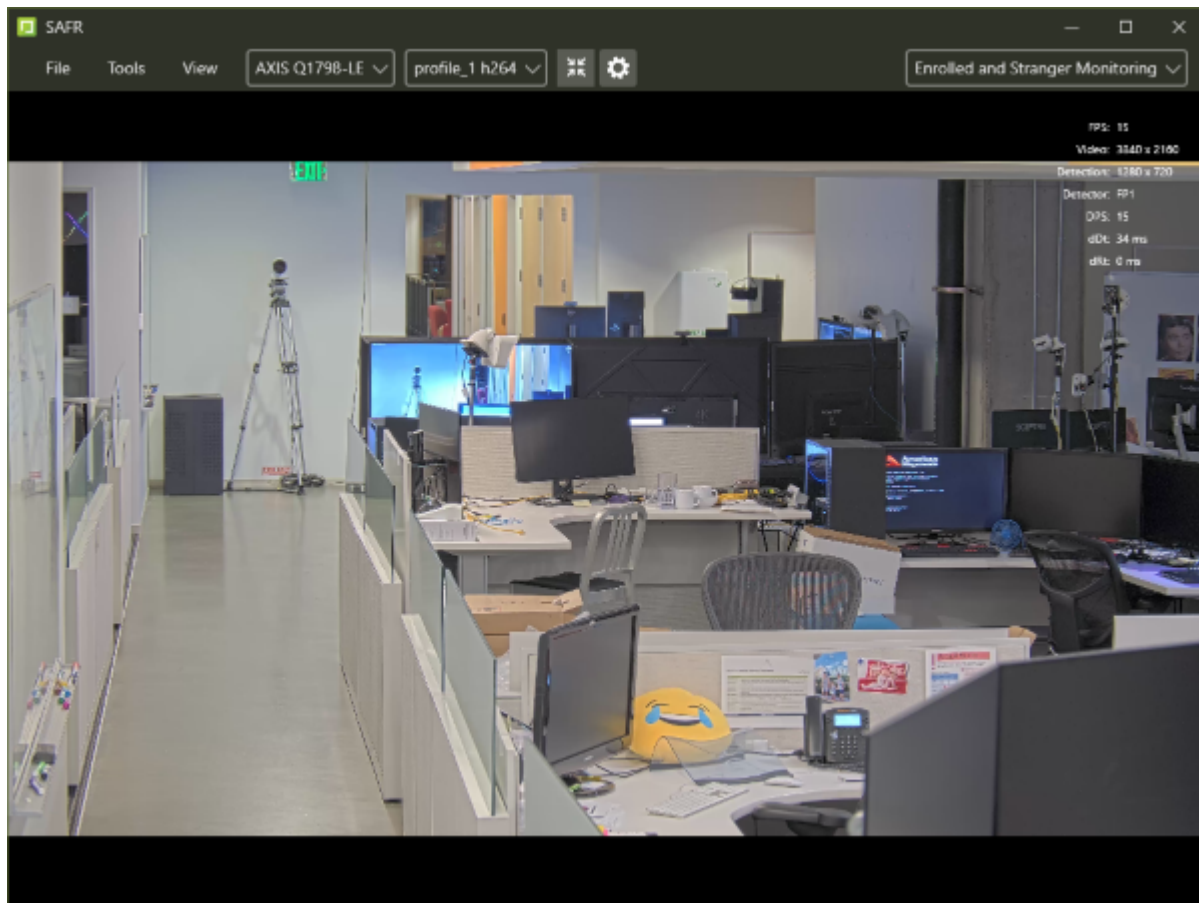 SAFR
File Tools View AXIS Q1798-LE profile_1 h264 Enrolled and Stranger Monitoring
FPS: 15
Video: 3840 x 2160
Detection: 1280 x 720
Detector: FP1
DPS: 15
dDt: 34 ms
dRt: 0 ms
EXIT